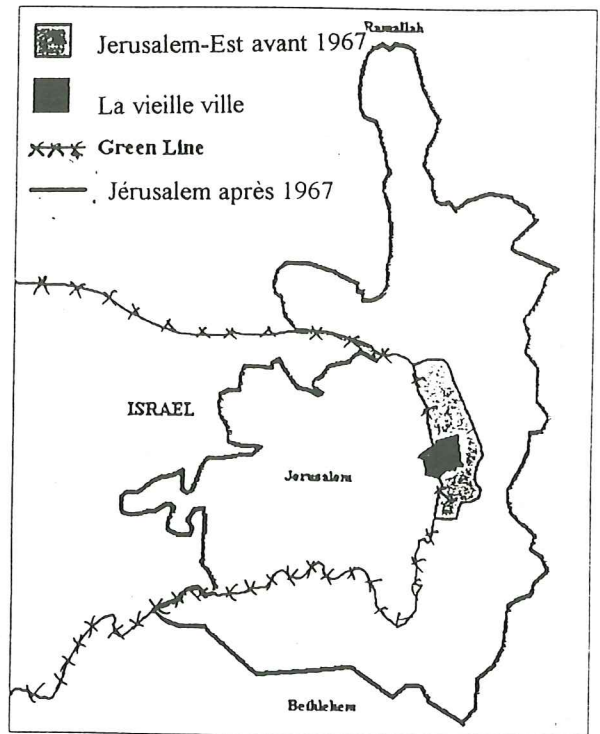 Ramallah
Jerusalem-Est avant 1967
La vieille ville
Green Line
Jérusalem après 1967
ISRAEL
Jerusalem
Bethlehem